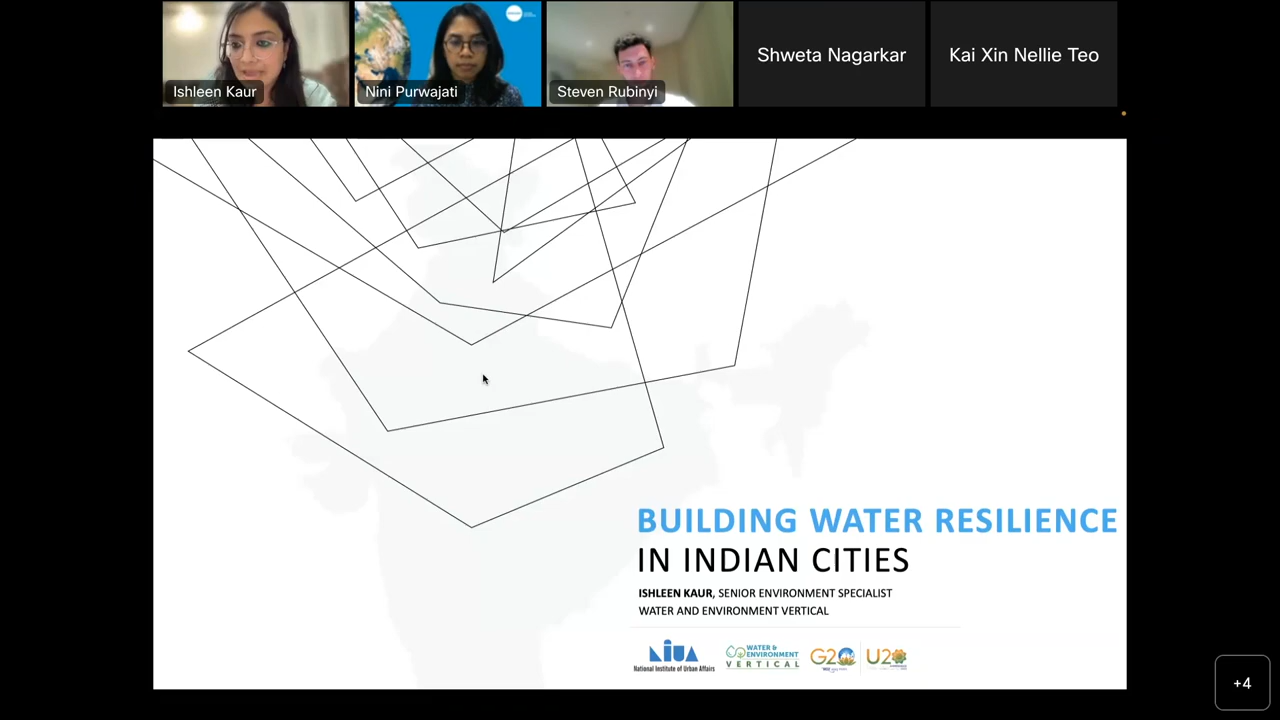 Ishleen Kaur
Nini Purwajati
Steven Rubinyi
Shweta Nagarkar
Kai Xin Nellie Teo
BUILDING WATER RESILIENCE
IN INDIAN CITIES
ISHLEEN KAUR, SENIOR ENVIRONMENT SPECIALIST
WATER AND ENVIRONMENT VERTICAL
NIUA
National Institute of Urban Affairs
WATER &
ENVIRONMENT
VERTICAL
G20
U20
+4